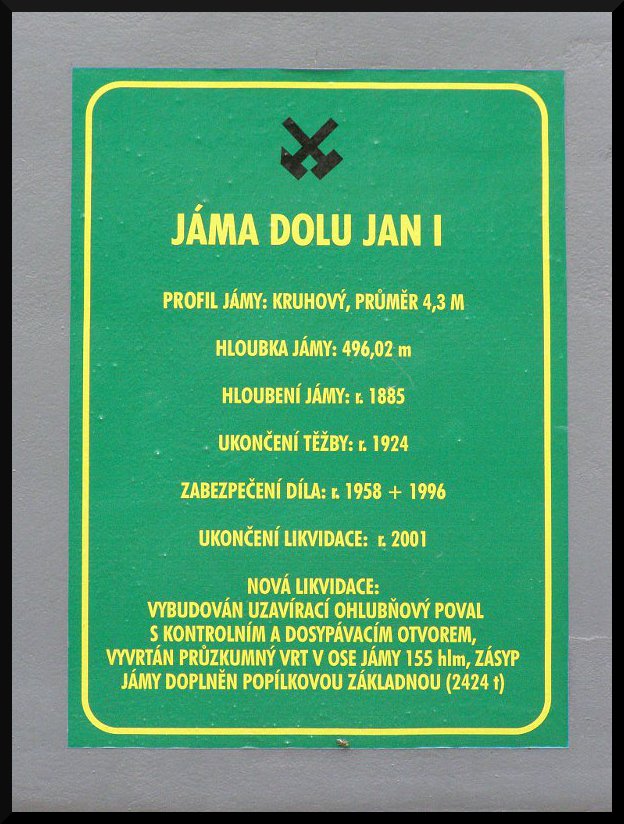 JÁMA DOLU JAN I
PROFIL JÁMY: KRUHOVÝ, PRŮMĚR 4,3 M
HLOUBKA JÁMY: 496,02 m
HLOUBENÍ JÁMY: r. 1885
UKONČENÍ TĚŽBY: r. 1924
ZABEZPEČENÍ DÍLA: r. 1958 + 1996
UKONČENÍ LIKVIDACE: r. 2001
NOVÁ LIKVIDACE:
VYBUDOVÁN UZAVÍRACÍ OHLUBŇOVÝ POVAL
S KONTROLNÍM A DOSYPÁVACÍM OTVOREM,
VYVRTÁN PRŮZKUMNÝ VRT V OSE JÁMY 155 hlm, ZÁSYP
JÁMY DOPLNĚN POPÍLKOVOU ZÁKLADNOU (2424 t)